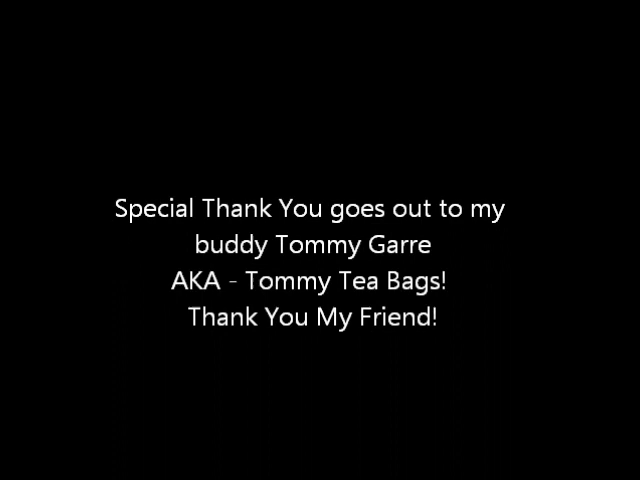 Special Thank You goes out to my
buddy Tommy Garre
AKA - Tommy Tea Bags!
Thank You My Friend!